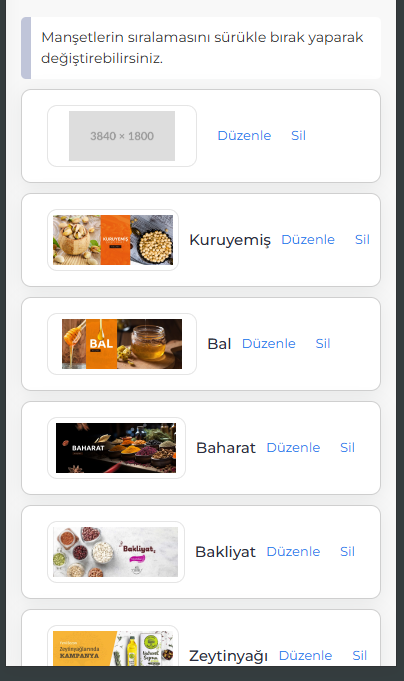 Manşetlerin sıralamasını sürükle bırak yaparak
değiştirebilirsiniz.
3840 × 1800
Düzenle
Sil
KURUYEMİŞ
Kuruyemiş
Düzenle
Sil
BAL
Bal
Düzenle
Sil
BAHARAT
Baharat
Düzenle
Sil
Bakliyat
Bakliyat
Düzenle
Sil
Zeytinyağlarında
KAMPANYA
Zeytinyağı
Düzenle
Sil